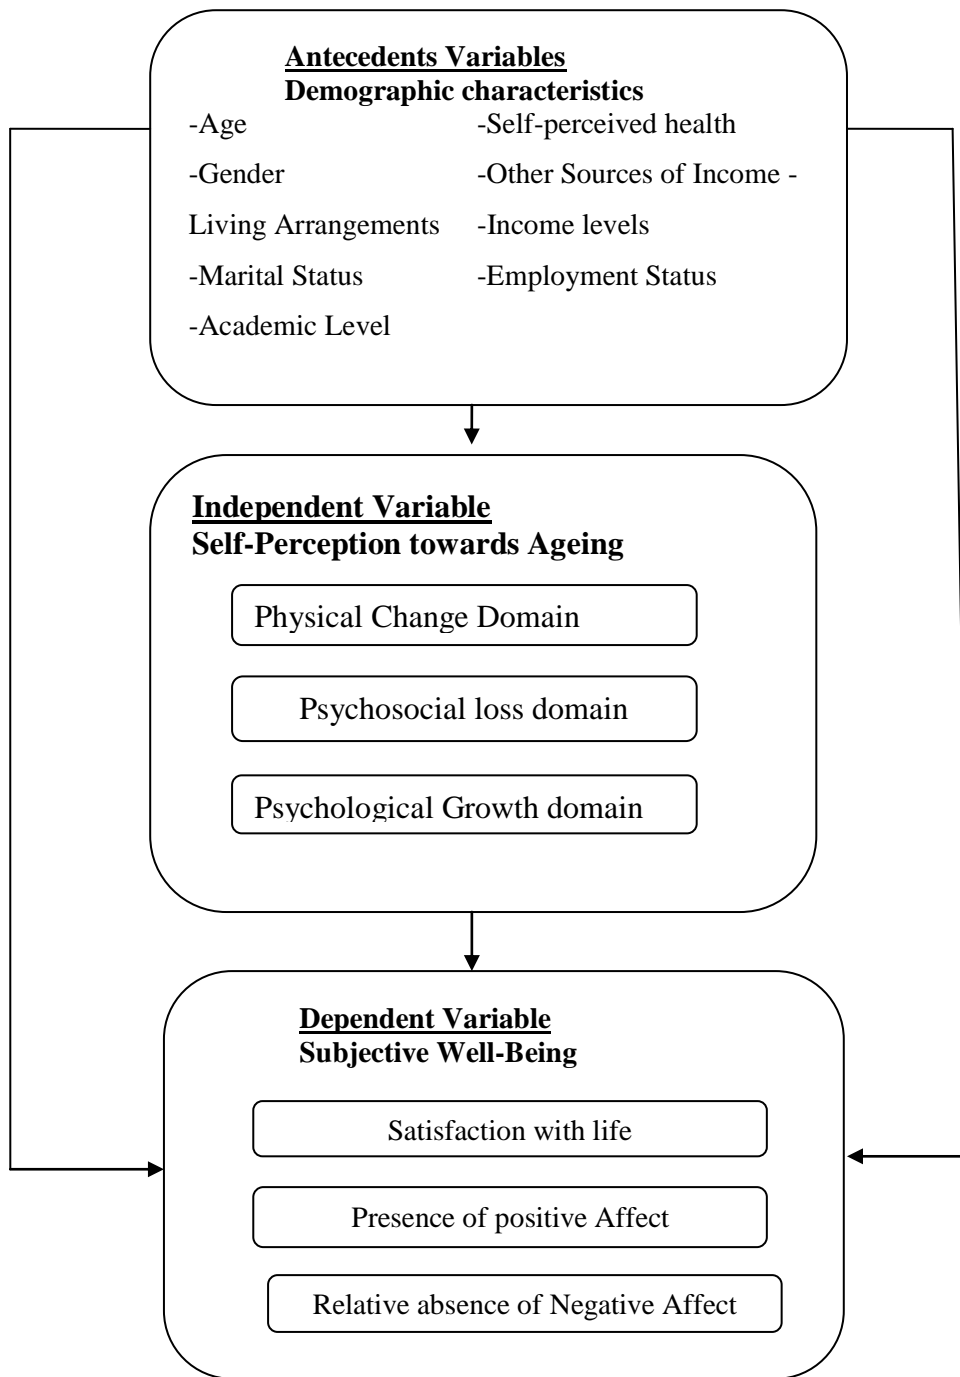 Antecedents Variables
Demographic characteristics
-Age
-Self-perceived health
-Gender
-Other Sources of Income -
Living Arrangements
-Income levels
-Marital Status
-Employment Status
-Academic Level
Independent Variable
Self-Perception towards Ageing
Physical Change Domain
Psychosocial loss domain
Psychological Growth domain
Dependent Variable
Subjective Well-Being
Satisfaction with life
Presence of positive Affect
Relative absence of Negative Affect